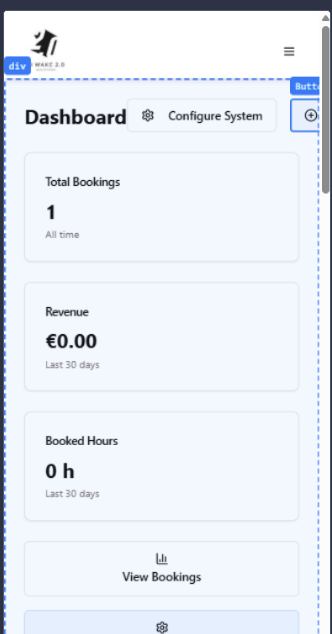 WAKE 2.0
div
Butto
Dashboard
Configure System
Total Bookings
1
All time
Revenue
€0.00
Last 30 days
Booked Hours
0 h
Last 30 days
View Bookings